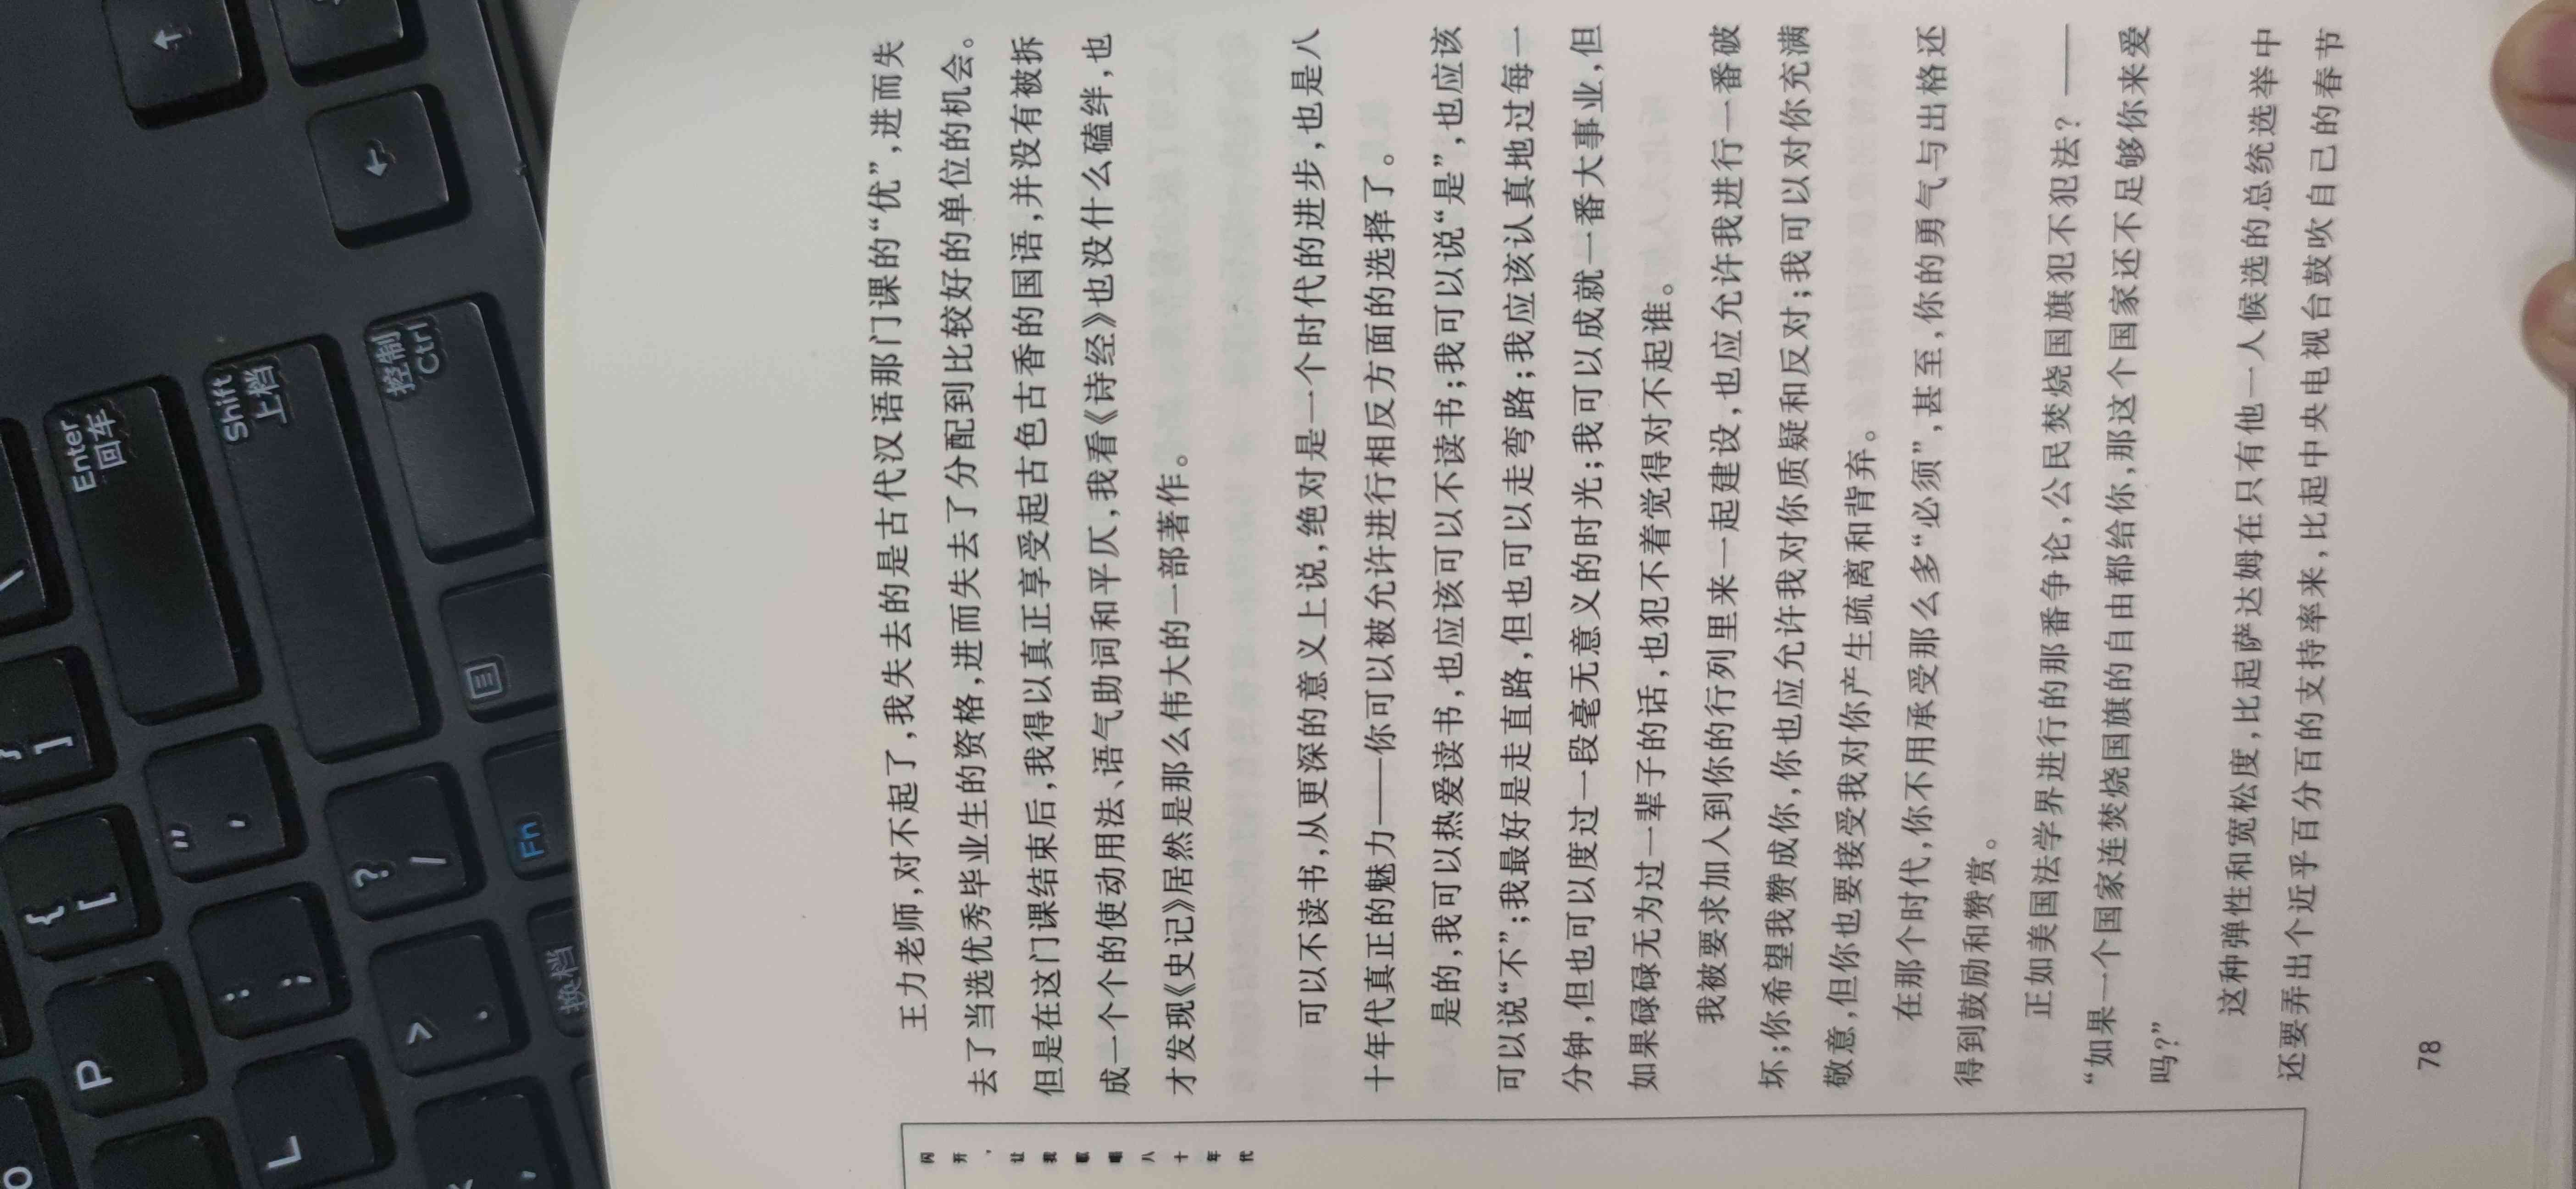 王力老师,对不起了,我失去的是古代汉语那门课的“优”,进而失
去了当选优秀毕业生的资格,进而失去了分配到比较好的单位的机会。
但是在这门课结束后,我得以真正享受起古色古香的国语,并没有被拆
成一个个的使动用法、语气助词和平仄,我看《诗经》也没什么磕绊,也
才发现《史记》居然是那么伟大的一部著作。
可以不读书,从更深的意义上说,绝对是一个时代的进步,也是八
十年代真正的魅力——你可以被允许进行相反方面的选择了。
是的,我可以热爱读书,也应该可以不读书;我可以说“是”,也应该
可以说“不”;我最好是走直路,但也可以走弯路;我应该认真地过每一
分钟,但也可以度过一段毫无意义的时光;我可以成就一番大事业,但
如果碌碌无为过一辈子的话,也犯不着觉得对不起谁。
我被要求加入到你的行列里来一起建设,也应允许我进行一番破
坏;你希望我赞成你,你也应允许我对你质疑和反对;我可以对你充满
敬意,但你也要接受我对你产生疏离和背弃。
在那个时代,你不用承受那么多“必须”,甚至,你的勇气与出格还
得到鼓励和赞赏。
正如美国法学界进行的那番争论,公民焚烧国旗犯不犯法?——
“如果一个国家连焚烧国旗的自由都给你,那这个国家还不足够你来爱
吗?”
这种弹性和宽松度,比起萨达姆在只有他一人候选的总统选举中
还要弄出个近乎百分百的支持率来,比起中央电视台鼓吹自己的春节
78
闪开,让我歌唱八十年代
Enter
回车
Shift
上档
控制
Ctrl
Fn
换档
P
L
O
{
[
]
"
'
:
;
?
/
>
.
,
\
↑
←